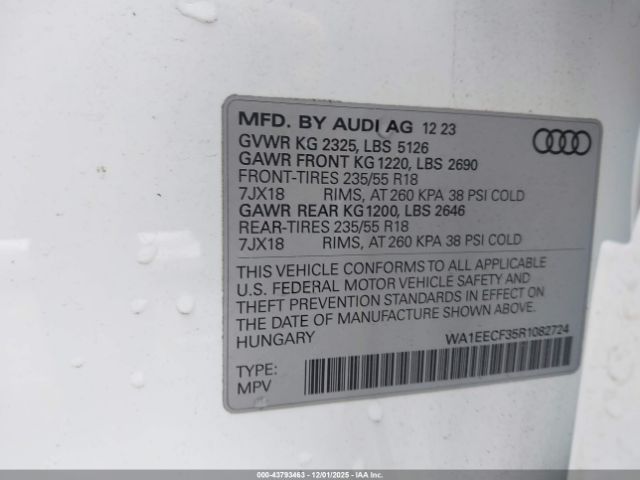 MFD. BY AUDI AG 12 23
GVWR KG 2325, LBS 5126
GAWR FRONT KG 1220, LBS 2690
FRONT-TIRES 235/55 R18
7JX18 RIMS, AT 260 KPA 38 PSI COLD
GAWR REAR KG 1200, LBS 2646
REAR-TIRES 235/55 R18
7JX18 RIMS, AT 260 KPA 38 PSI COLD
THIS VEHICLE CONFORMS TO ALL APPLICABLE
U.S. FEDERAL MOTOR VEHICLE SAFETY AND
THEFT PREVENTION STANDARDS IN EFFECT ON
THE DATE OF MANUFACTURE SHOWN ABOVE.
HUNGARY WA1EECF35R1082724
TYPE:
MPV
000-43793463 - 12/01/2025 - IAAI.COM